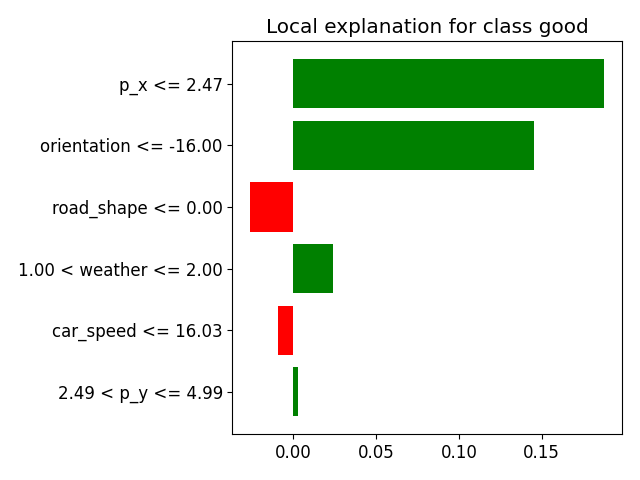 Local explanation for class good
p_x <= 2.47
orientation <= -16.00
road_shape <= 0.00
1.00 < weather <= 2.00
car_speed <= 16.03
2.49 < p_y <= 4.99
0.00 0.05 0.10 0.15